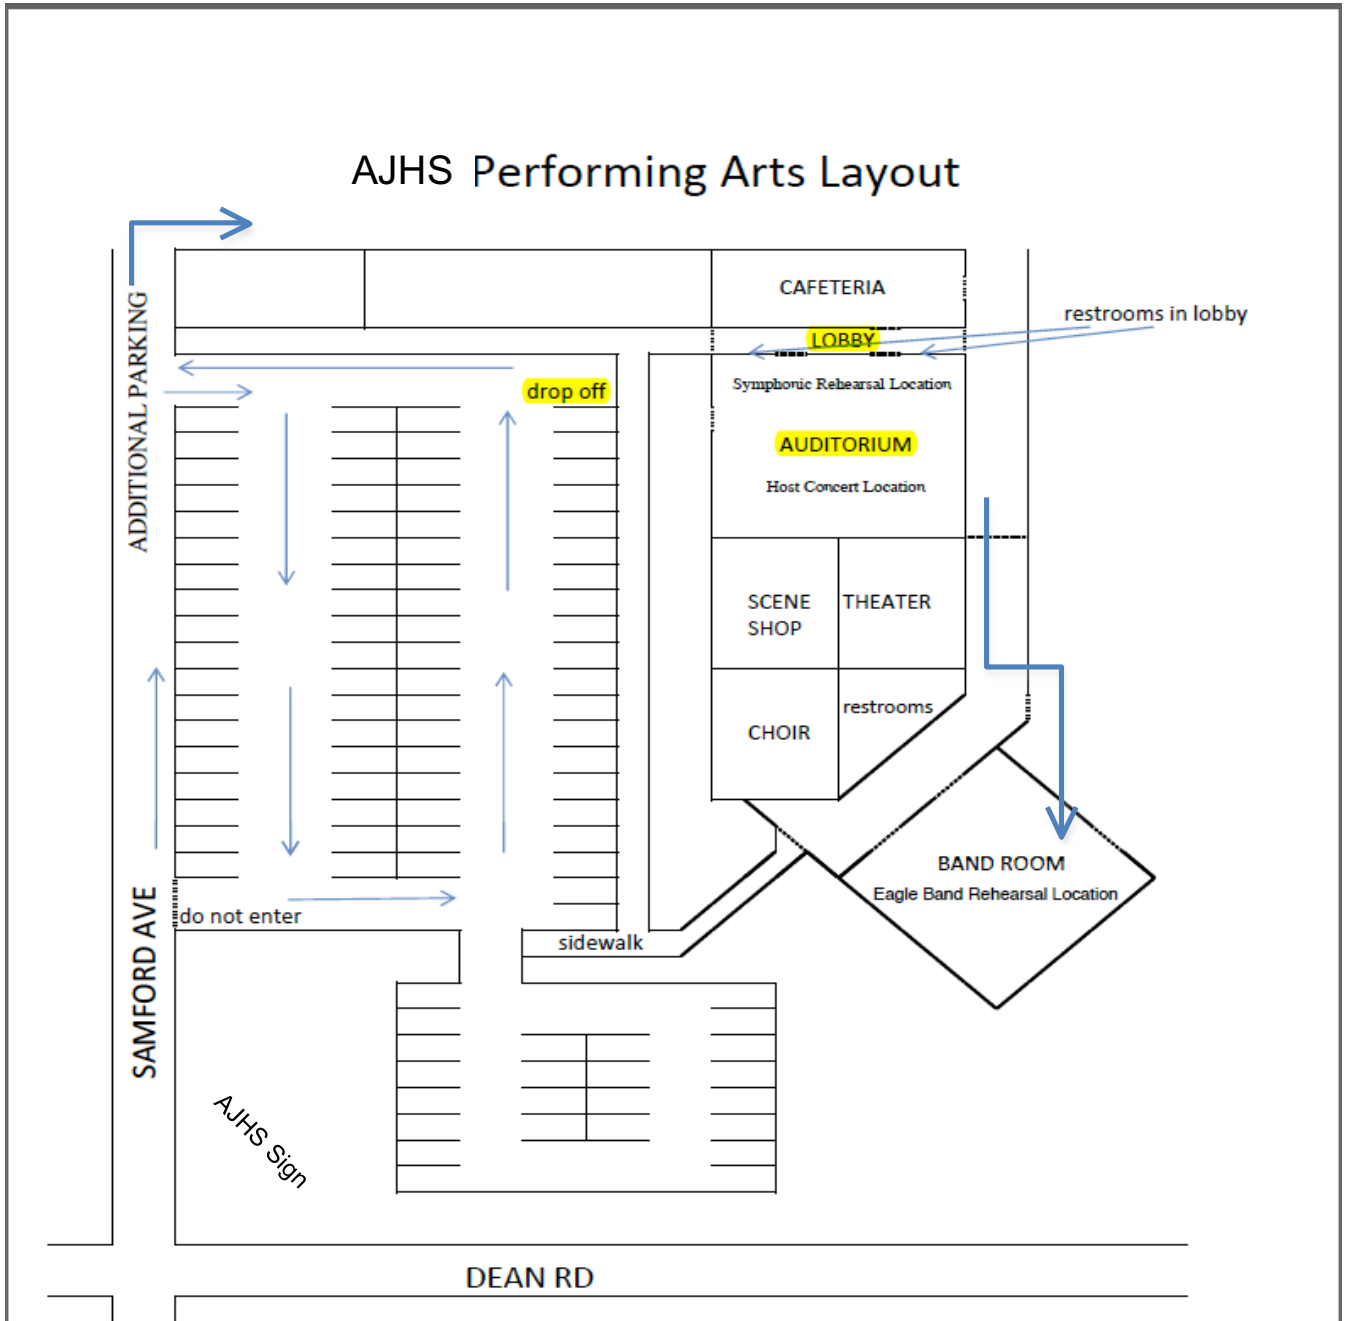 AJHS Performing Arts Layout
CAFETERIA
restrooms in lobby
LOBBY
drop off
Symphonic Rehearsal Location
AUDITORIUM
Host Concert Location
ADDITIONAL PARKING
SCENE
SHOP
THEATER
restrooms
CHOIR
BAND ROOM
Eagle Band Rehearsal Location
do not enter
sidewalk
SAMFORD AVE
AJHS Sign
DEAN RD